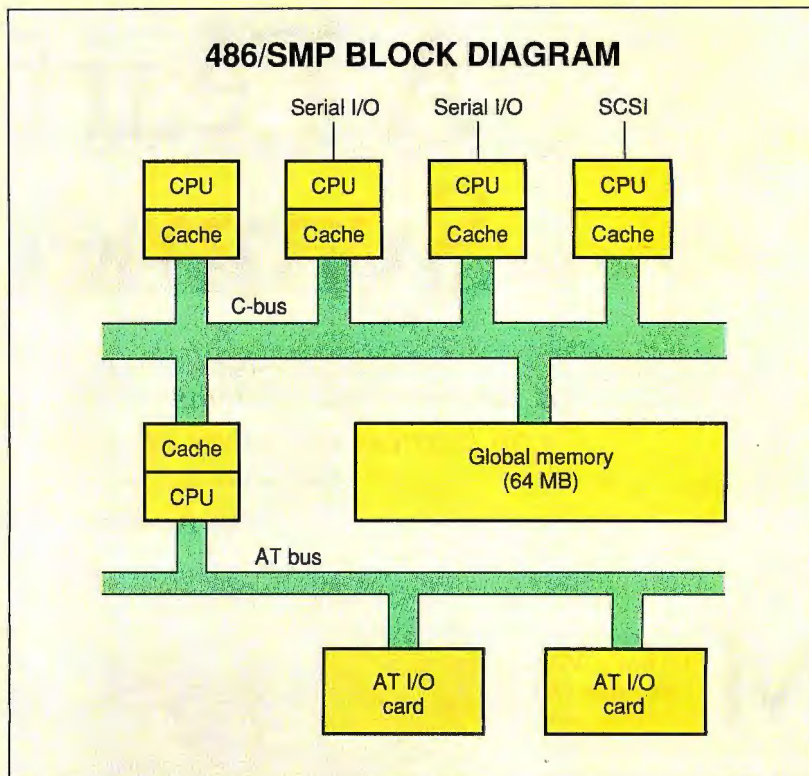 486/SMP BLOCK DIAGRAM
Serial I/O Serial I/O SCSI
CPU CPU CPU CPU
Cache Cache Cache Cache
C-bus
Cache
CPU
Global memory
(64 MB)
AT bus
AT I/O
card
AT I/O
card